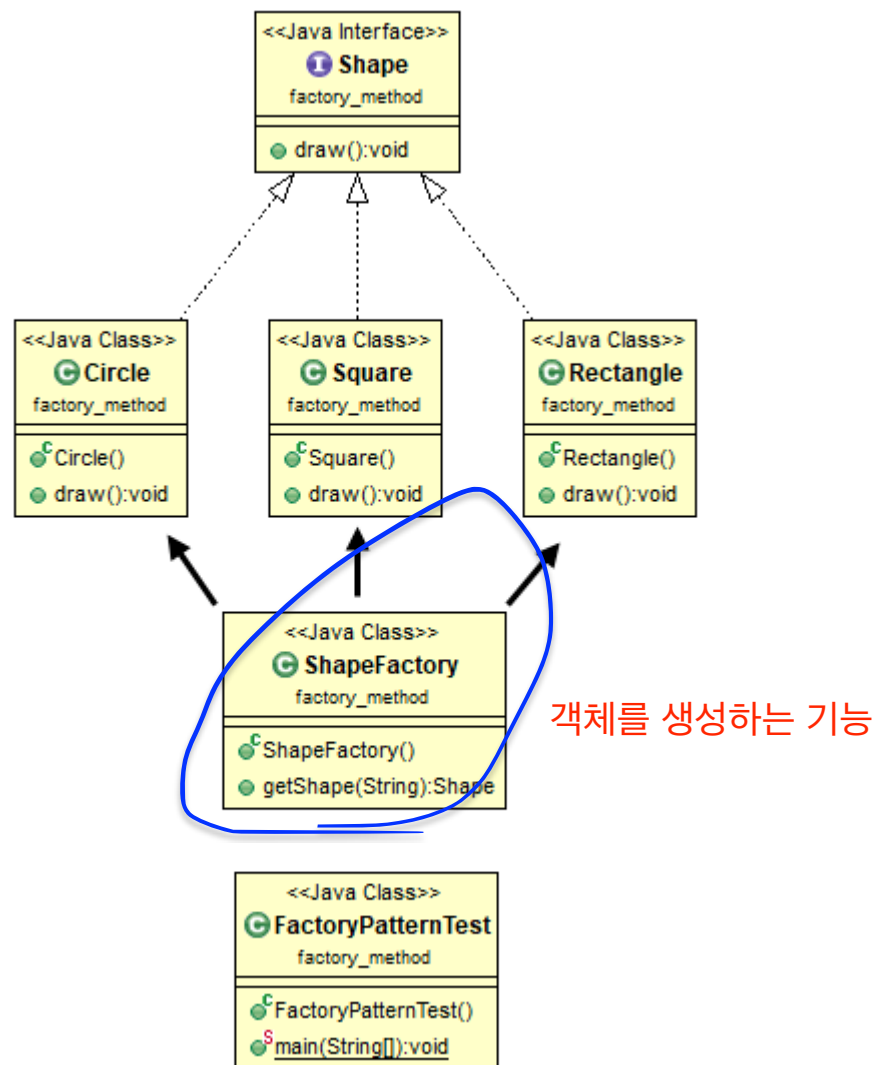 <<Java Interface>>
I Shape
factory_method
draw():void
<<Java Class>>
C Circle
factory_method
C Circle()
draw():void
<<Java Class>>
C Square
factory_method
C Square()
draw():void
<<Java Class>>
C Rectangle
factory_method
C Rectangle()
draw():void
<<Java Class>>
C ShapeFactory
factory_method
C ShapeFactory()
getShape(String):Shape
객체를 생성하는 기능
<<Java Class>>
C FactoryPatternTest
factory_method
C FactoryPatternTest()
S main(String[]):void